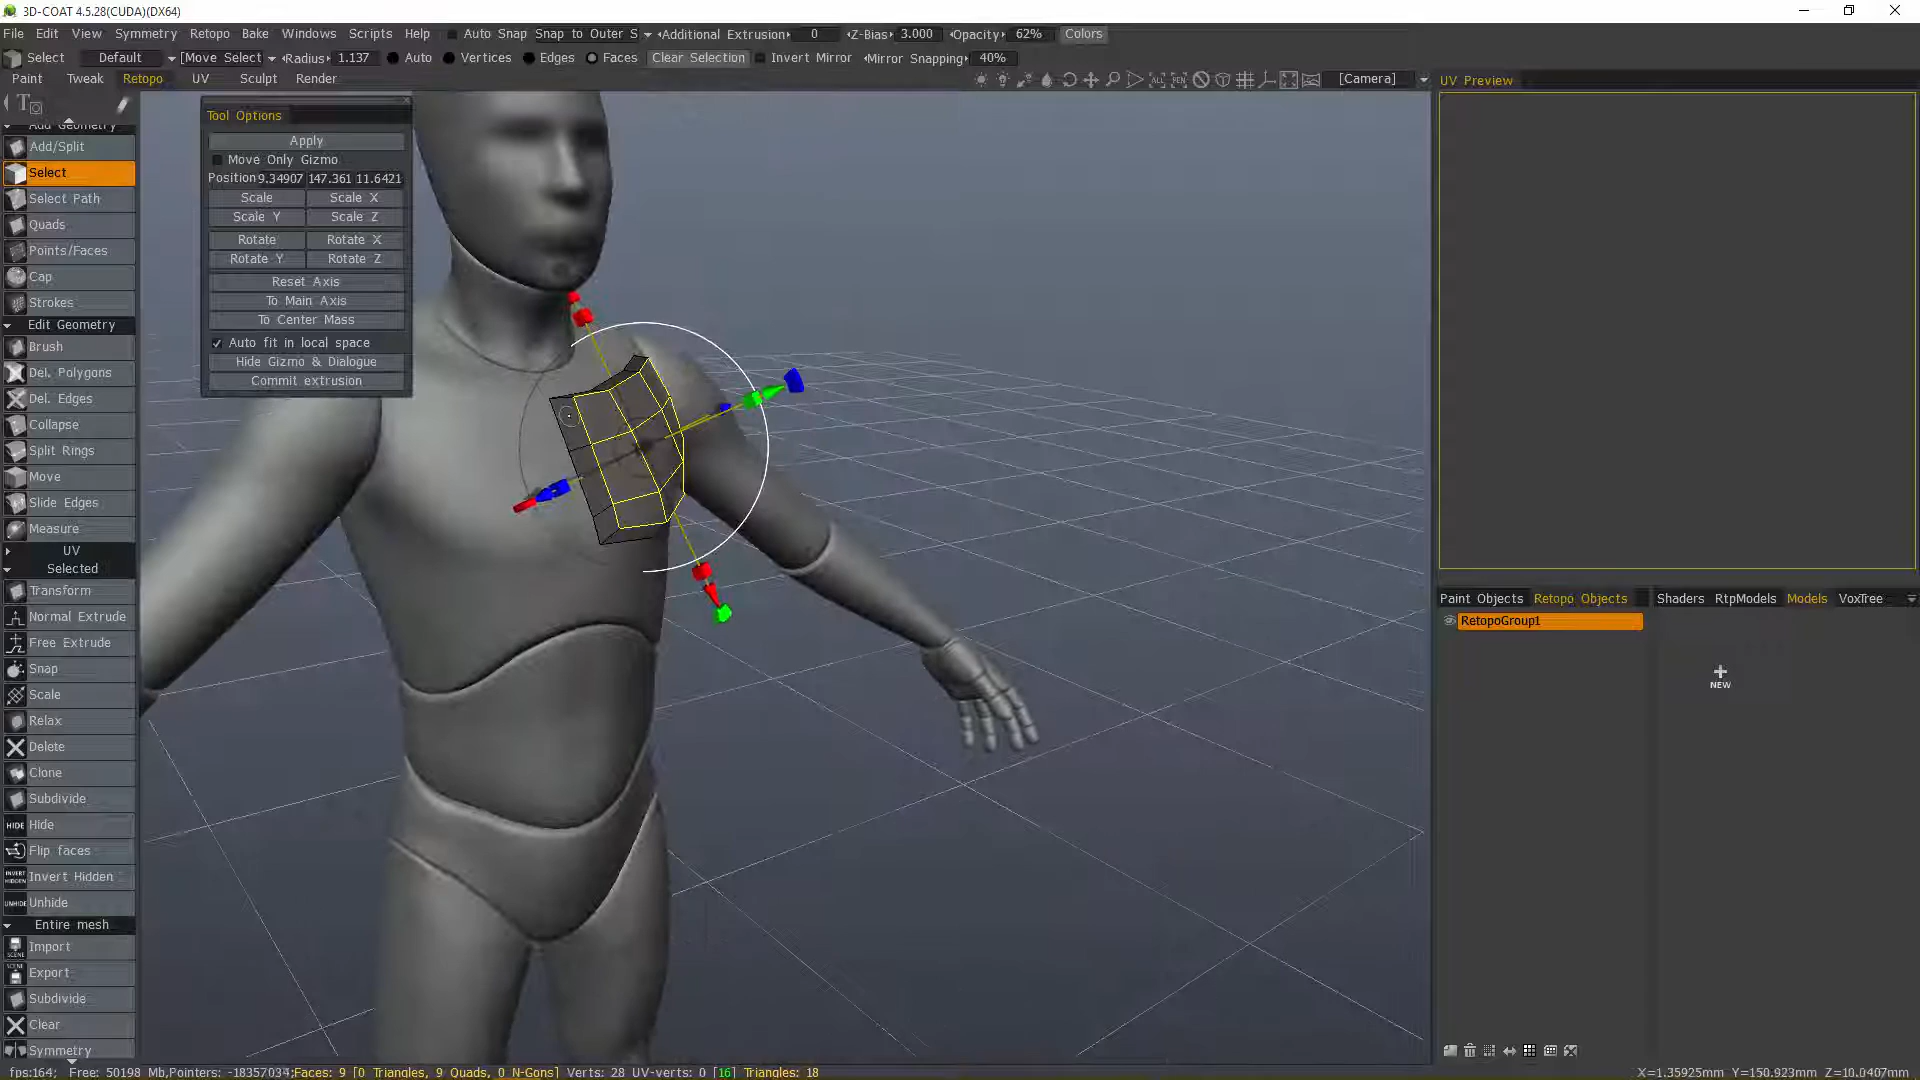 3D-COAT 4.5.28(CUDA)(DX64)
File Edit View Symmetry Retopo Bake Windows Scripts Help Auto Snap Snap to Outer S Additional Extrusion 0 Z-Bias 3.000 Opacity 62% Colors
Select Default [Move Select Radius 1.137 Auto Vertices Edges Faces Clear Selection Invert Mirror Mirror Snapping 40%
Paint Tweak Retopo UV Sculpt Render [Camera] UV Preview
Add Geometry
Add/Split
Select
Select Path
Quads
Points/Faces
Cap
Strokes
Edit Geometry
Brush
Del. Polygons
Del. Edges
Collapse
Split Rings
Move
Slide Edges
Measure
UV
Selected
Transform
Normal Extrude
Free Extrude
Snap
Scale
Relax
Delete
Clone
Subdivide
HIDE Hide
Flip faces
INVERT HIDDEN Invert Hidden
UNHIDE Unhide
Entire mesh
SCENE Import
SCENE Export
Subdivide
Clear
Symmetry
Tool Options
Apply
Move Only Gizmo
Position 9.34907 147.361 11.6421
Scale Scale X
Scale Y Scale Z
Rotate Rotate X
Rotate Y Rotate Z
Reset Axis
To Main Axis
To Center Mass
Auto fit in local space
Hide Gizmo & Dialogue
Commit extrusion
Paint Objects Retopo Objects Shaders RtpModels Models VoxTree
RetopoGroup1
NEW
fps:164; Free: 50198 Mb,Pointers: -18357034;Faces: 9 [0 Triangles, 9 Quads, 0 N-Gons] Verts: 28 UV-verts: 0 [16] Triangles: 18
X=1.35925mm Y=150.923mm Z=10.0407mm